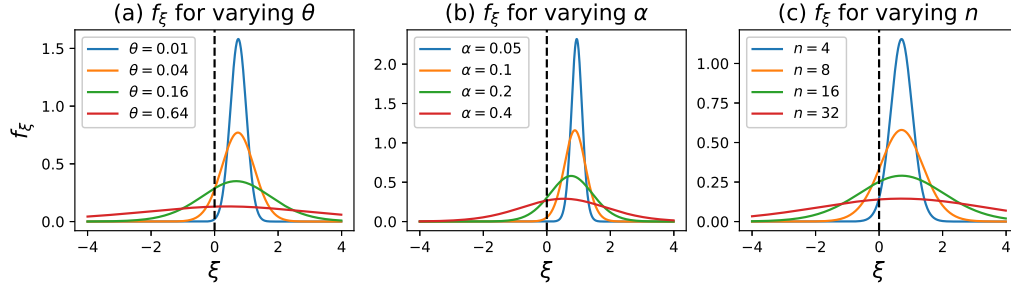 (a) f_ξ for varying θ
(b) f_ξ for varying α
(c) f_ξ for varying n
f_ξ
1.5
1.0
0.5
0.0
θ = 0.01
θ = 0.04
θ = 0.16
θ = 0.64
−4 −2 0 2 4
ξ
2.0
1.5
1.0
0.5
0.0
α = 0.05
α = 0.1
α = 0.2
α = 0.4
−4 −2 0 2 4
ξ
1.00
0.75
0.50
0.25
0.00
n = 4
n = 8
n = 16
n = 32
−4 −2 0 2 4
ξ